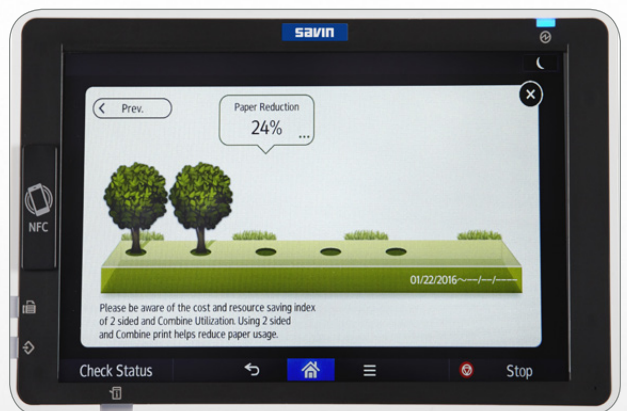 savin
Prev.
Paper Reduction
24% ...
NFC
01/22/2016～--/--/----
Please be aware of the cost and resource saving index
of 2 sided and Combine Utilization. Using 2 sided
and Combine print helps reduce paper usage.
Check Status
Stop